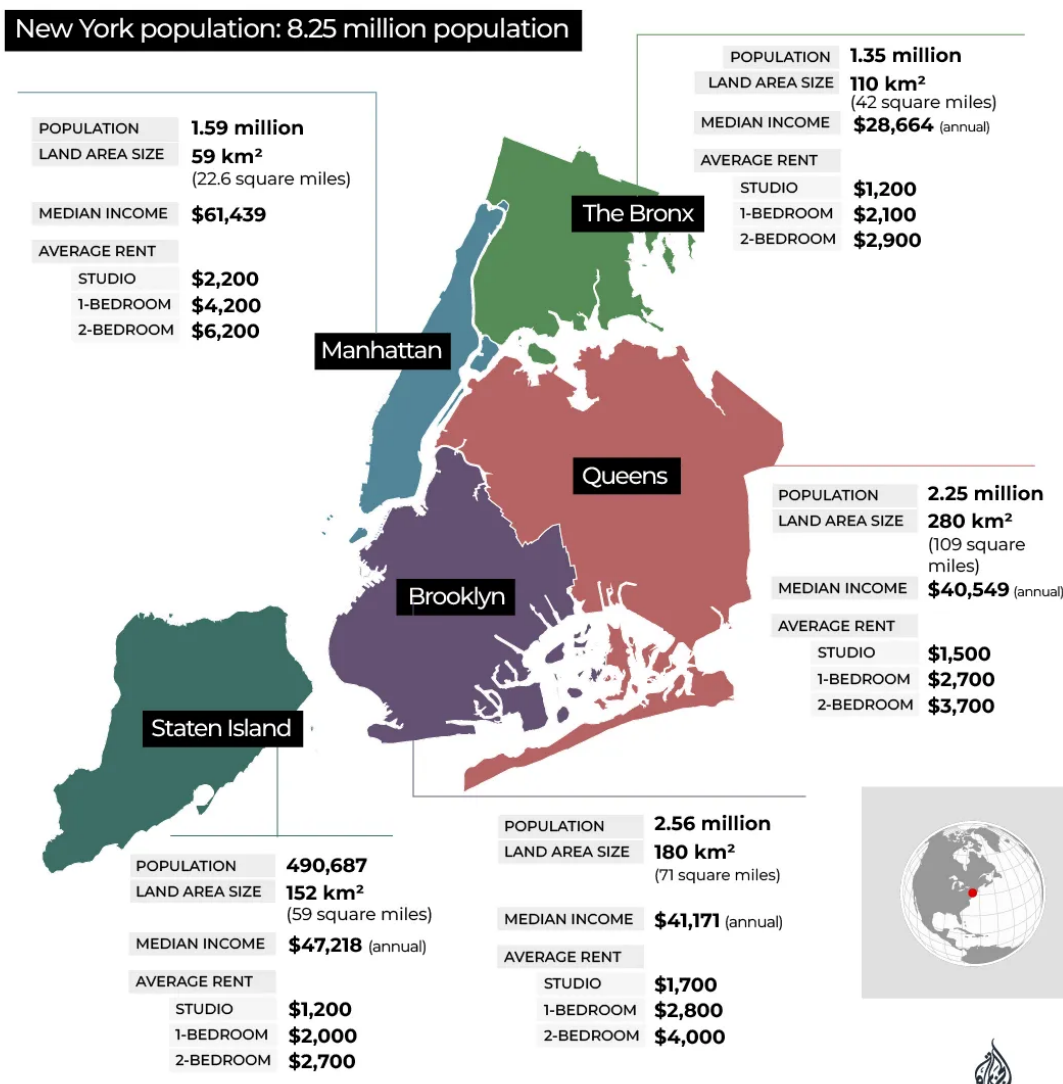 New York population: 8.25 million population
POPULATION 1.59 million
LAND AREA SIZE 59 km²
(22.6 square miles)
MEDIAN INCOME $61,439
AVERAGE RENT
STUDIO $2,200
1-BEDROOM $4,200
2-BEDROOM $6,200
Manhattan
POPULATION 1.35 million
LAND AREA SIZE 110 km²
(42 square miles)
MEDIAN INCOME $28,664 (annual)
AVERAGE RENT
STUDIO $1,200
1-BEDROOM $2,100
2-BEDROOM $2,900
The Bronx
Queens
POPULATION 2.25 million
LAND AREA SIZE 280 km²
(109 square
miles)
MEDIAN INCOME $40,549 (annual)
AVERAGE RENT
STUDIO $1,500
1-BEDROOM $2,700
2-BEDROOM $3,700
Brooklyn
Staten Island
POPULATION 490,687
LAND AREA SIZE 152 km²
(59 square miles)
MEDIAN INCOME $47,218 (annual)
AVERAGE RENT
STUDIO $1,200
1-BEDROOM $2,000
2-BEDROOM $2,700
POPULATION 2.56 million
LAND AREA SIZE 180 km²
(71 square miles)
MEDIAN INCOME $41,171 (annual)
AVERAGE RENT
STUDIO $1,700
1-BEDROOM $2,800
2-BEDROOM $4,000